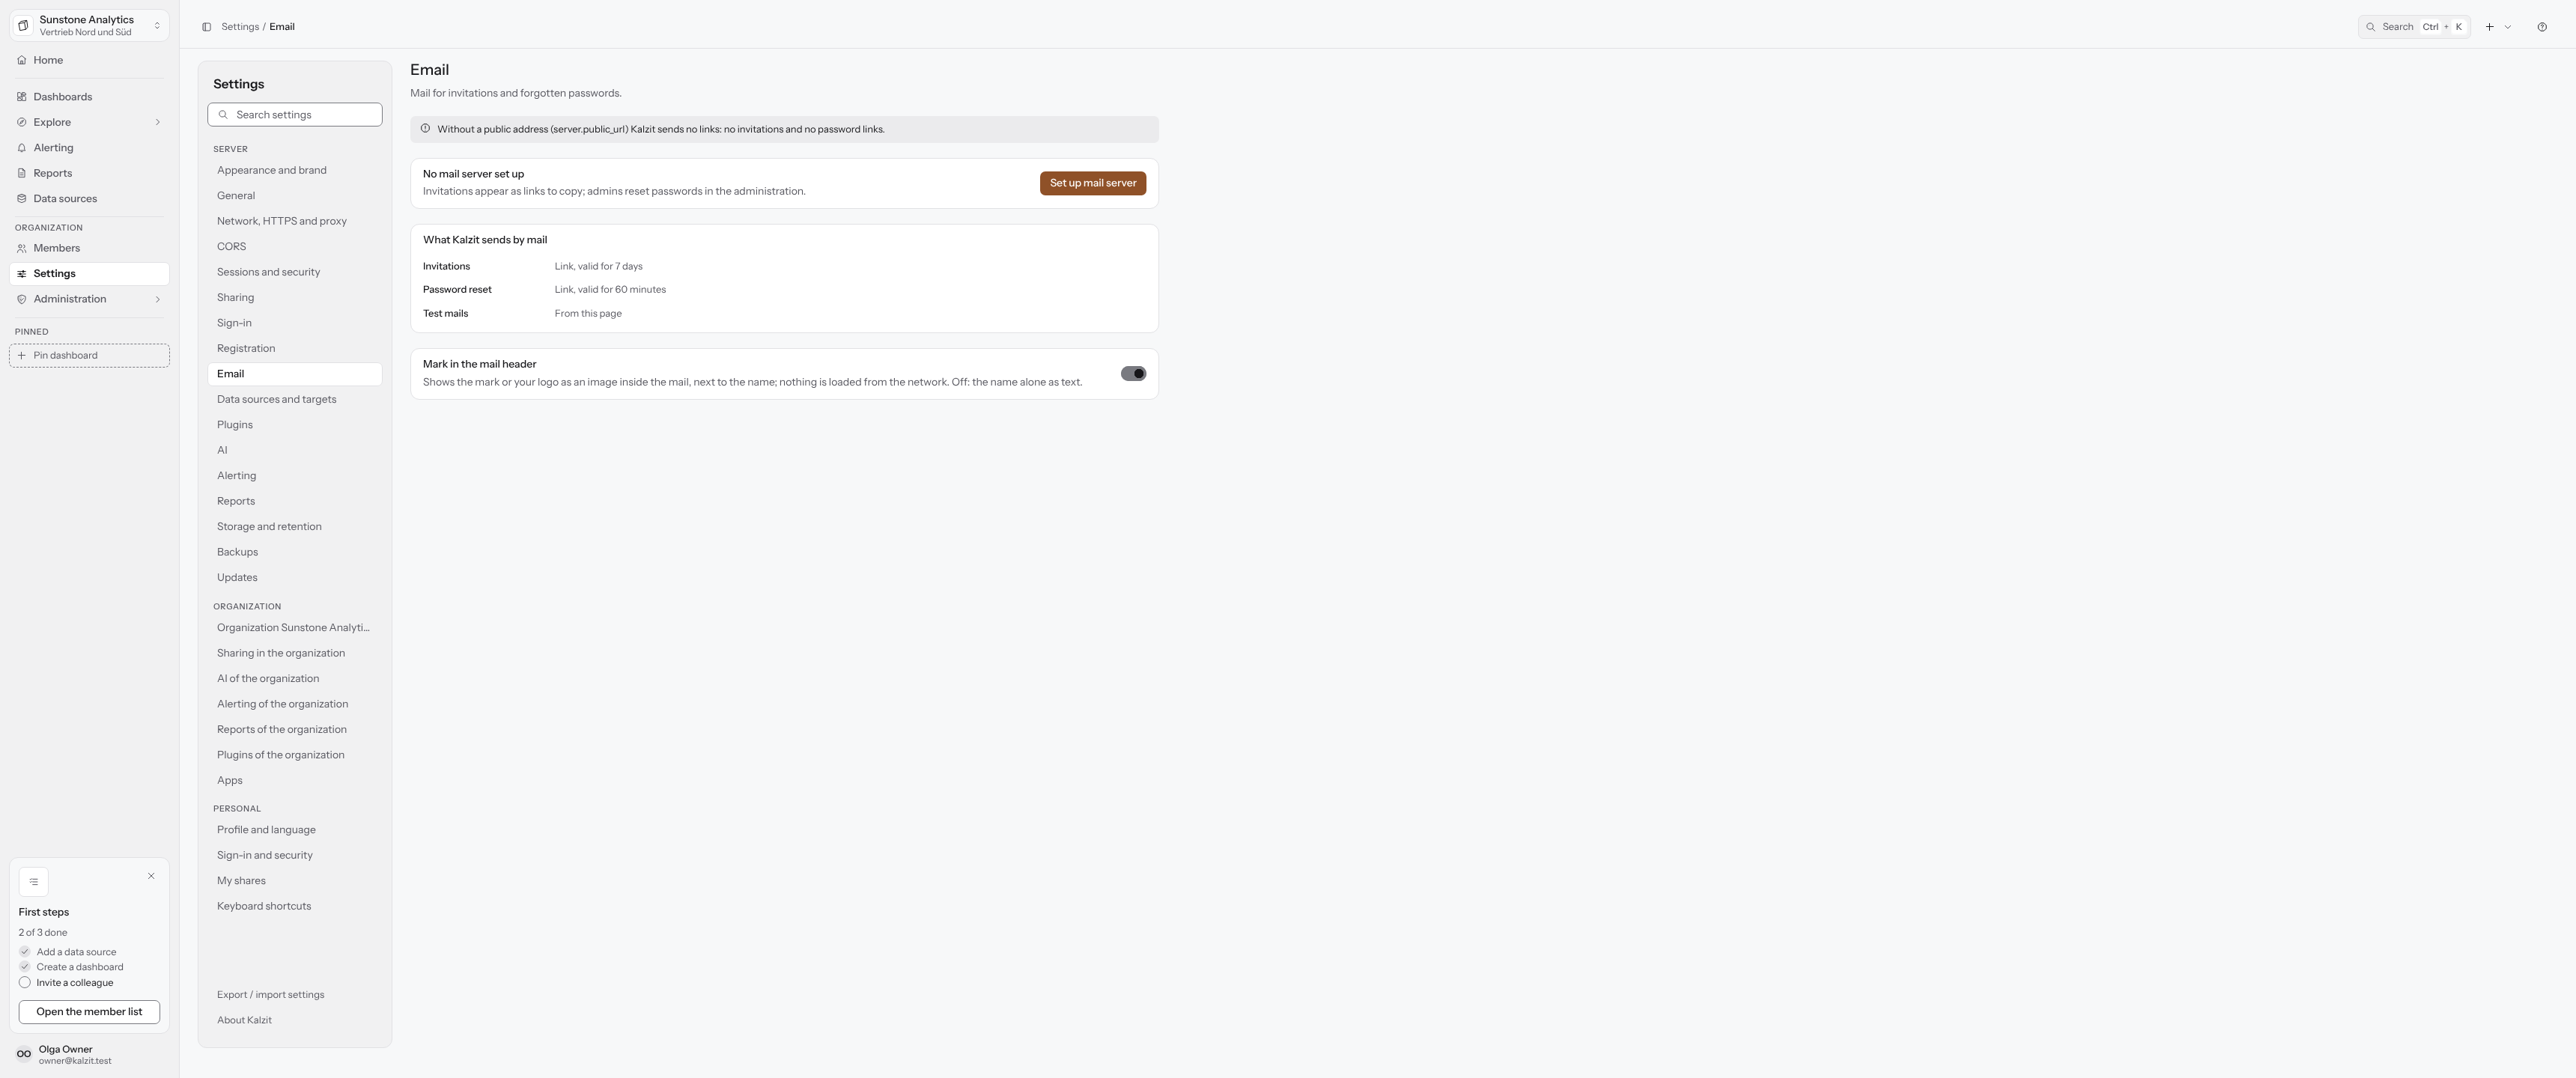 Sunstone Analytics
Vertrieb Nord und Süd
Home
Dashboards
Explore
Alerting
Reports
Data sources
ORGANIZATION
Members
Settings
Administration
PINNED
Pin dashboard
First steps
2 of 3 done
Add a data source
Create a dashboard
Invite a colleague
Open the member list
OO
Olga Owner
owner@kalzit.test
Settings / Email
Search Ctrl + K
Settings
Search settings
SERVER
Appearance and brand
General
Network, HTTPS and proxy
CORS
Sessions and security
Sharing
Sign-in
Registration
Email
Data sources and targets
Plugins
AI
Alerting
Reports
Storage and retention
Backups
Updates
ORGANIZATION
Organization Sunstone Analyti...
Sharing in the organization
AI of the organization
Alerting of the organization
Reports of the organization
Plugins of the organization
Apps
PERSONAL
Profile and language
Sign-in and security
My shares
Keyboard shortcuts
Export / import settings
About Kalzit
Email
Mail for invitations and forgotten passwords.
Without a public address (server.public_url) Kalzit sends no links: no invitations and no password links.
No mail server set up
Invitations appear as links to copy; admins reset passwords in the administration.
Set up mail server
What Kalzit sends by mail
Invitations Link, valid for 7 days
Password reset Link, valid for 60 minutes
Test mails From this page
Mark in the mail header
Shows the mark or your logo as an image inside the mail, next to the name; nothing is loaded from the network. Off: the name alone as text.